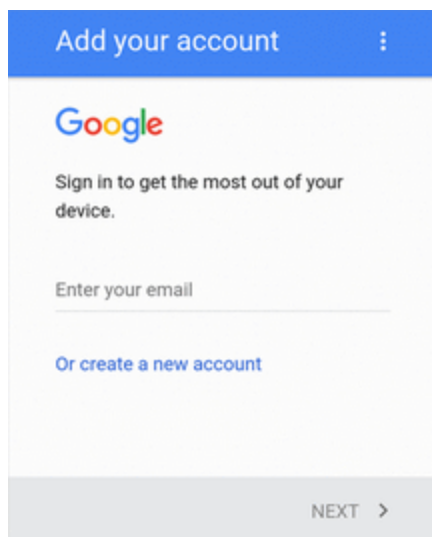 Add your account
Google
Sign in to get the most out of your
device.
Enter your email
Or create a new account
NEXT